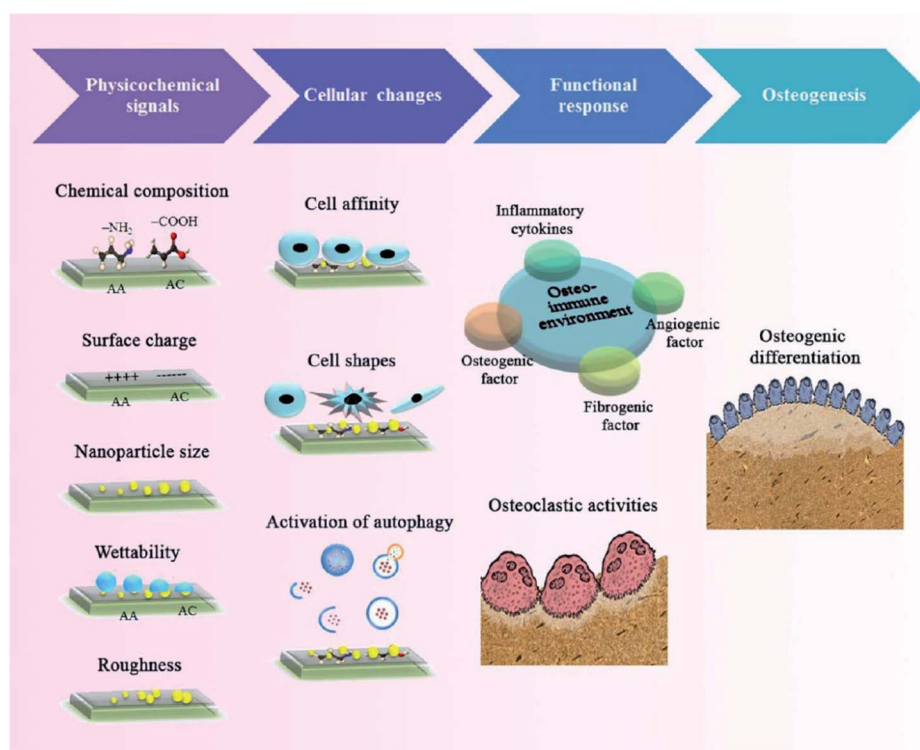 Physicochemical
signals
Cellular changes
Functional
response
Osteogenesis
Chemical composition
–NH₂
–COOH
AA
AC
Surface charge
++++
------
AA
AC
Nanoparticle size
Wettability
AA
AC
Roughness
Cell affinity
Cell shapes
Activation of autophagy
Inflammatory
cytokines
Osteo-
immune
environment
Angiogenic
factor
Osteogenic
factor
Fibrogenic
factor
Osteoclastic activities
Osteogenic
differentiation